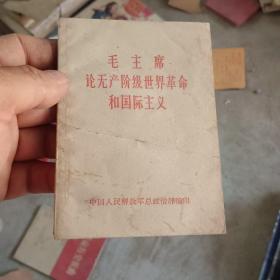 毛主席
论无产阶级世界革命
和国际主义
中国人民解放军总政治部编印